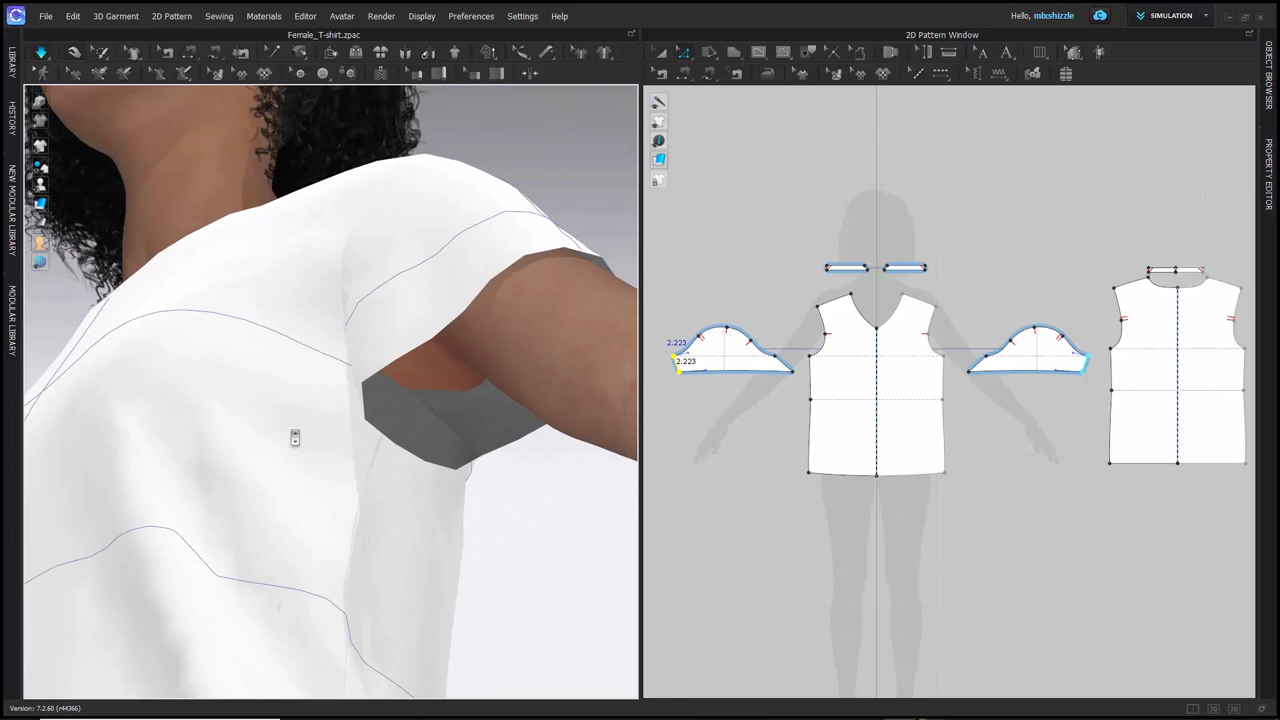 File Edit 3D Garment 2D Pattern Sewing Materials Editor Avatar Render Display Preferences Settings Help
Hello, mlxshizzle
SIMULATION
Female_T-shirt.zpac
2D Pattern Window
LIBRARY
HISTORY
NEW MODULAR LIBRARY
MODULAR LIBRARY
OBJECT BROWSER
PROPERTY EDITOR
2.223
2.223
Version: 7.2.60 (r44366)